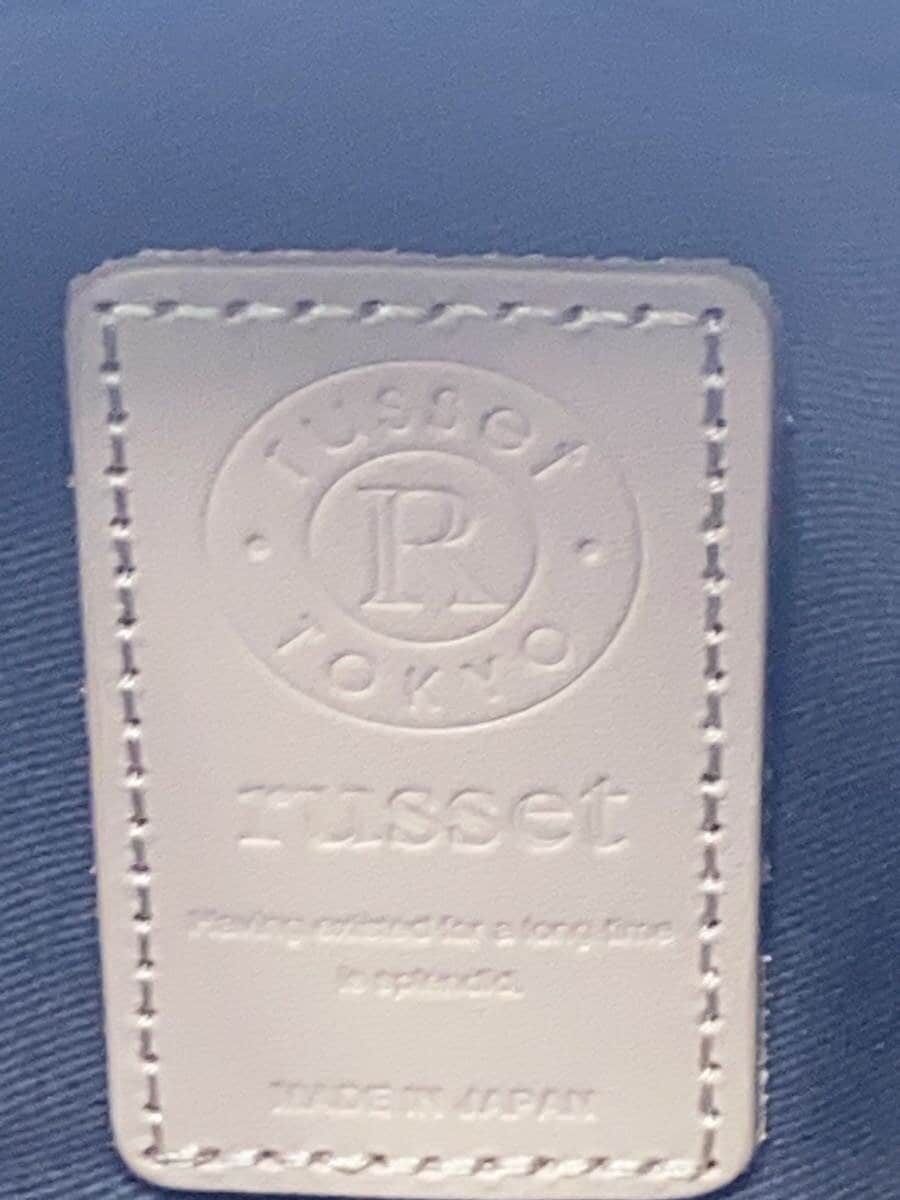 russet
R
TOKYO
russet
Having existed for a long time
is splendid.
MADE IN JAPAN